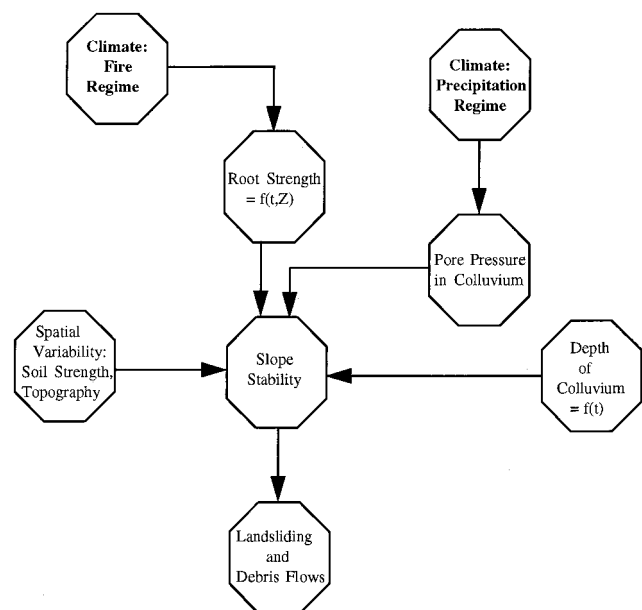 Climate:
Fire
Regime
Climate:
Precipitation
Regime
Root Strength
= f(t,Z)
Pore Pressure
in Colluvium
Spatial
Variability:
Soil Strength,
Topography
Slope
Stability
Depth
of
Colluvium
= f(t)
Landsliding
and
Debris Flows